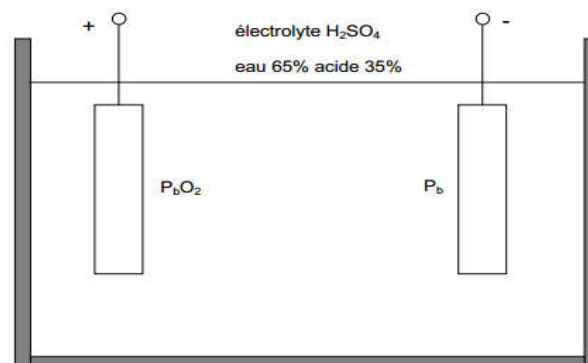 +
électrolyte H₂SO₄
-
eau 65% acide 35%
PbO₂
Pb